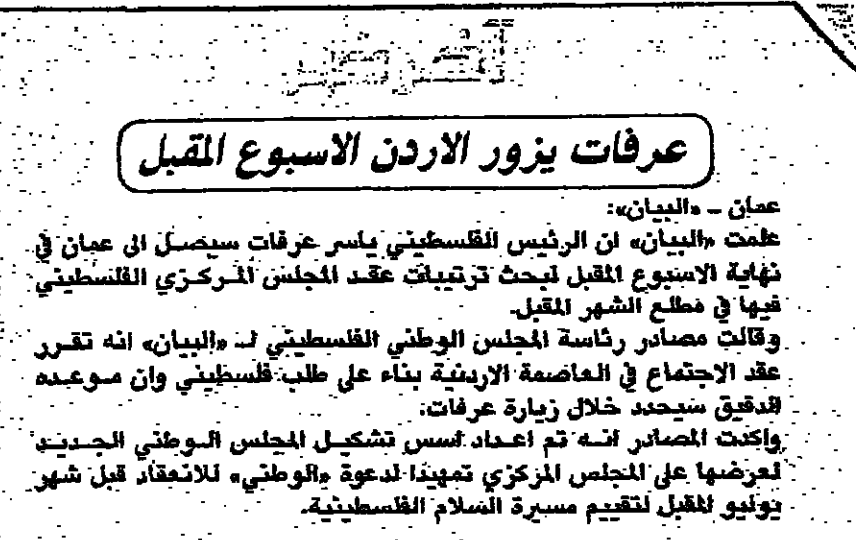 عرفات يزور الاردن الاسبوع المقبل
عمان ــ «البيان»:
علمت «البيان» ان الرئيس الفلسطيني ياسر عرفات سيصل الى عمان في
نهاية الاسبوع المقبل لبحث ترتيبات عقد المجلس المركزي الفلسطيني
فيها في مطلع الشهر المقبل.
وقالت مصادر رئاسة المجلس الوطني الفلسطيني لـ «البيان» انه تقرر
عقد الاجتماع في العاصمة الاردنية بناء على طلب فلسطيني وان موعده
الدقيق سيحدد خلال زيارة عرفات.
واكدت المصادر انه تم اعداد أسس تشكيل المجلس الوطني الجديد
لعرضها على المجلس المركزي تمهيدا لدعوة «الوطني» للانعقاد قبل شهر
يوليو المقبل لتقييم مسيرة السلام الفلسطينية.